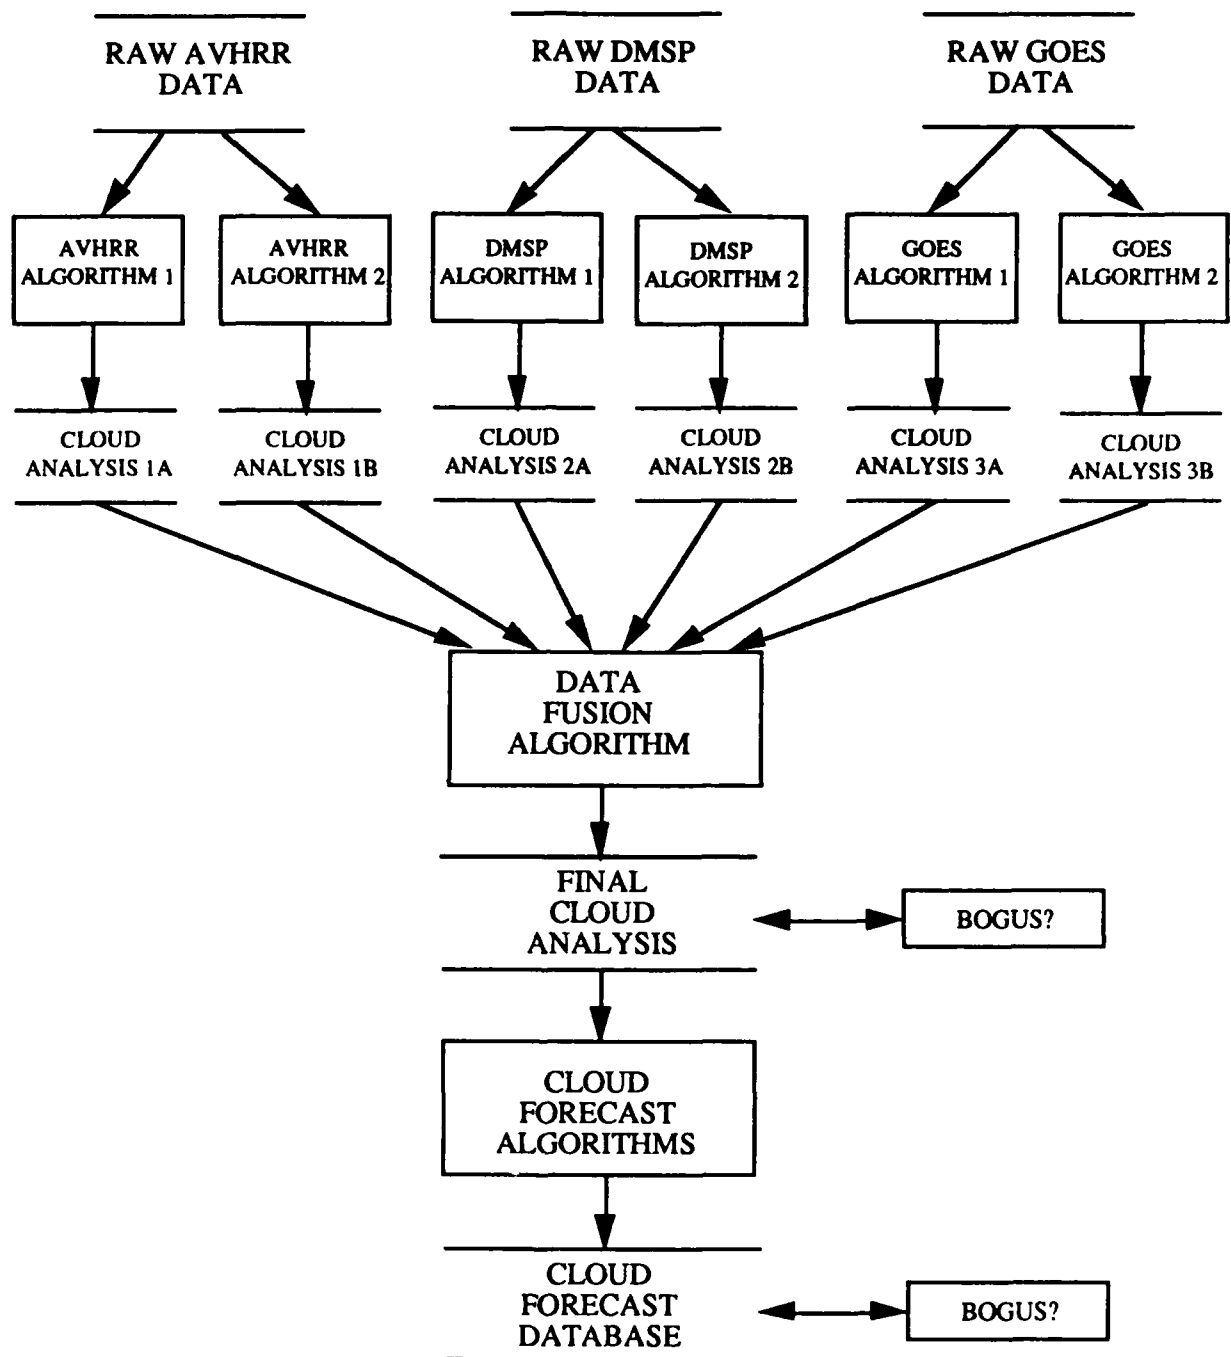 RAW AVHRR
DATA
RAW DMSP
DATA
RAW GOES
DATA
AVHRR
ALGORITHM 1
AVHRR
ALGORITHM 2
DMSP
ALGORITHM 1
DMSP
ALGORITHM 2
GOES
ALGORITHM 1
GOES
ALGORITHM 2
CLOUD
ANALYSIS 1A
CLOUD
ANALYSIS 1B
CLOUD
ANALYSIS 2A
CLOUD
ANALYSIS 2B
CLOUD
ANALYSIS 3A
CLOUD
ANALYSIS 3B
DATA
FUSION
ALGORITHM
FINAL
CLOUD
ANALYSIS
BOGUS?
CLOUD
FORECAST
ALGORITHMS
CLOUD
FORECAST
DATABASE
BOGUS?